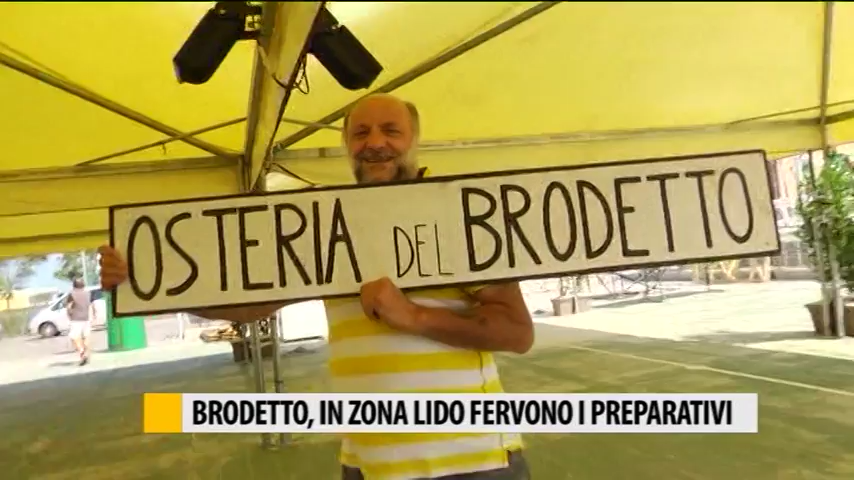 OSTERIA DEL BRODETTO
BRODETTO, IN ZONA LIDO FERVONO I PREPARATIVI